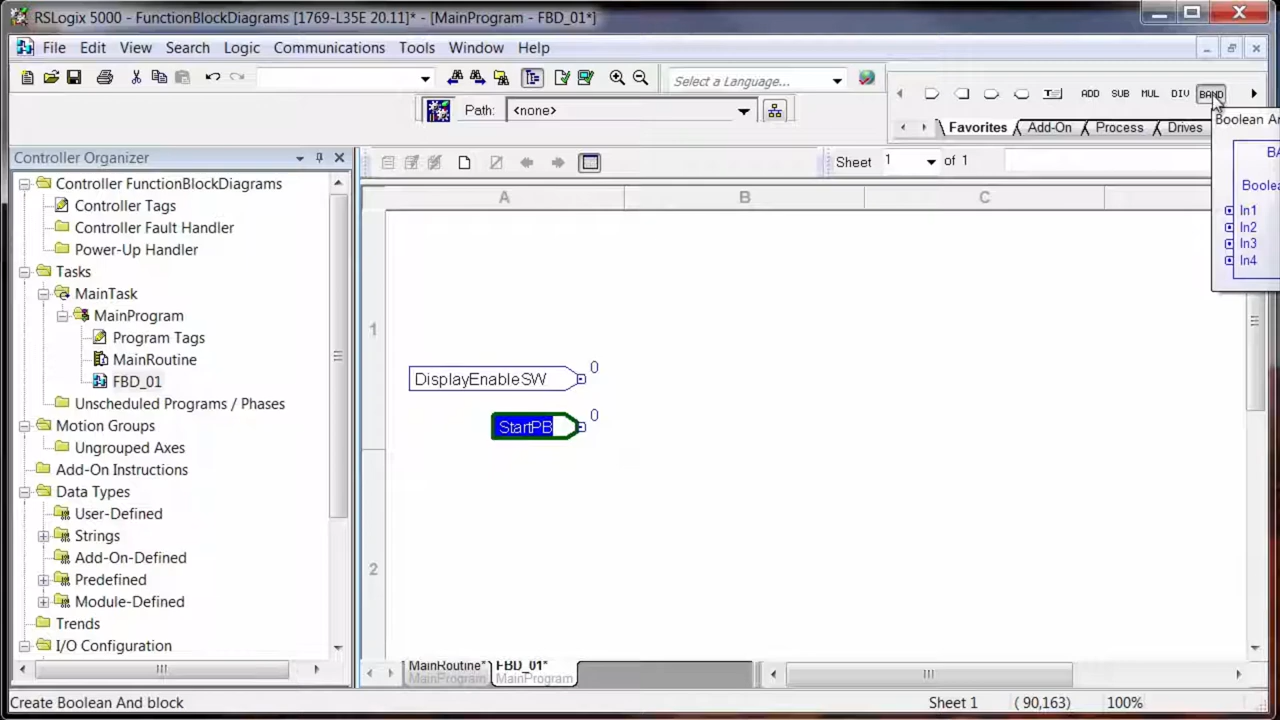 RSLogix 5000 - FunctionBlockDiagrams [1769-L35E 20.11]* - [MainProgram - FBD_01*]
File Edit View Search Logic Communications Tools Window Help
Select a Language...
Path: <none>
ADD SUB MUL DIV BAND
Favorites Add-On Process Drives
Boolean An
BA
Boolea
In1
In2
In3
In4
Controller Organizer
Sheet 1 of 1
Controller FunctionBlockDiagrams
Controller Tags
Controller Fault Handler
Power-Up Handler
Tasks
MainTask
MainProgram
Program Tags
MainRoutine
FBD_01
Unscheduled Programs / Phases
Motion Groups
Ungrouped Axes
Add-On Instructions
Data Types
User-Defined
Strings
Add-On-Defined
Predefined
Module-Defined
Trends
I/O Configuration
A B C
1
2
DisplayEnableSW 0
StartPB 0
MainRoutine* FBD_01*
MainProgram MainProgram
Create Boolean And block
Sheet 1 ( 90,163) 100%